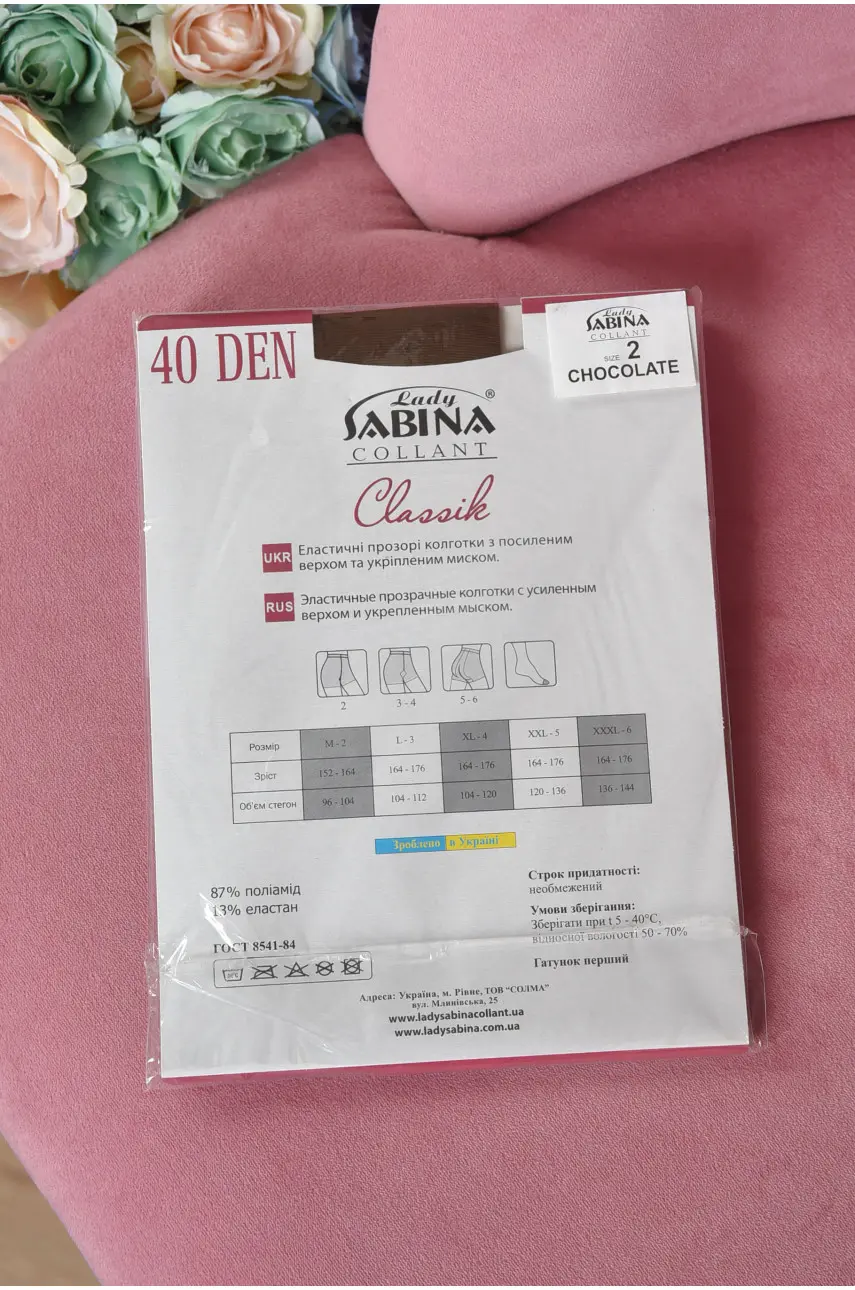 40 DEN
Lady
SABINA
COLLANT
SIZE 2
CHOCOLATE
Lady ®
SABINA
COLLANT
Classik
UKR Еластичні прозорі колготки з посиленим
верхом та укріпленим миском.
RUS Эластичные прозрачные колготки с усиленным
верхом и укрепленным мыском.
2 3 - 4 5 - 6
Розмір M - 2 L - 3 XL - 4 XXL - 5 XXXL - 6
Зріст 152 - 164 164 - 176 164 - 176 164 - 176 164 - 176
Об'єм стегон 96 - 104 104 - 112 104 - 120 120 - 136 136 - 144
Зроблено в Україні
87% поліамід
13% еластан
ГОСТ 8541-84
30°C
Строк придатності:
необмежений
Умови зберігання:
Зберігати при t 5 - 40°C,
відносної вологості 50 - 70%
Гатунок перший
Адреса: Україна, м. Рівне, ТОВ "СОЛМА"
вул. Млинівська, 25
www.ladysabinacollant.ua
www.ladysabina.com.ua